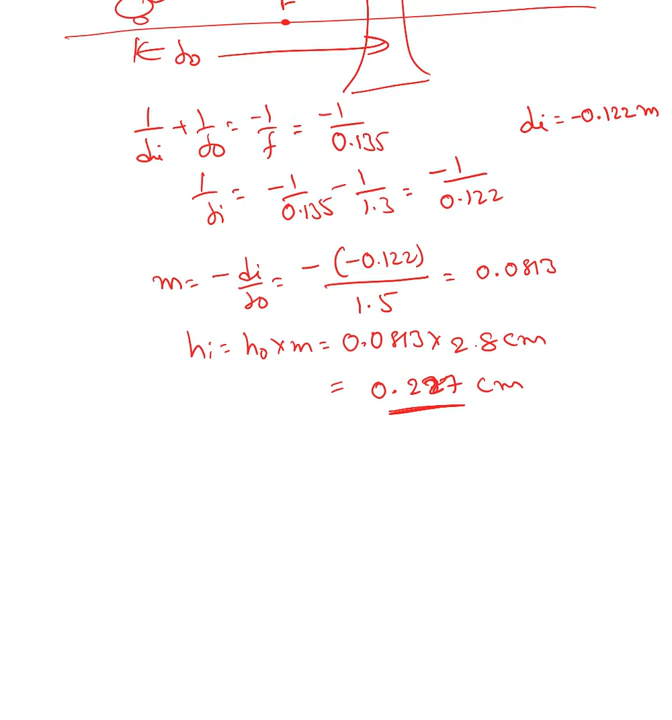 F
do
1/di + 1/do = -1/f = -1/0.135
di = -0.122 m
1/di = -1/0.135 - 1/1.3 = -1/0.122
m = - di/do = - (-0.122)/1.5 = 0.0813
hi = ho × m = 0.0813 × 2.8 cm
= 0.227 cm